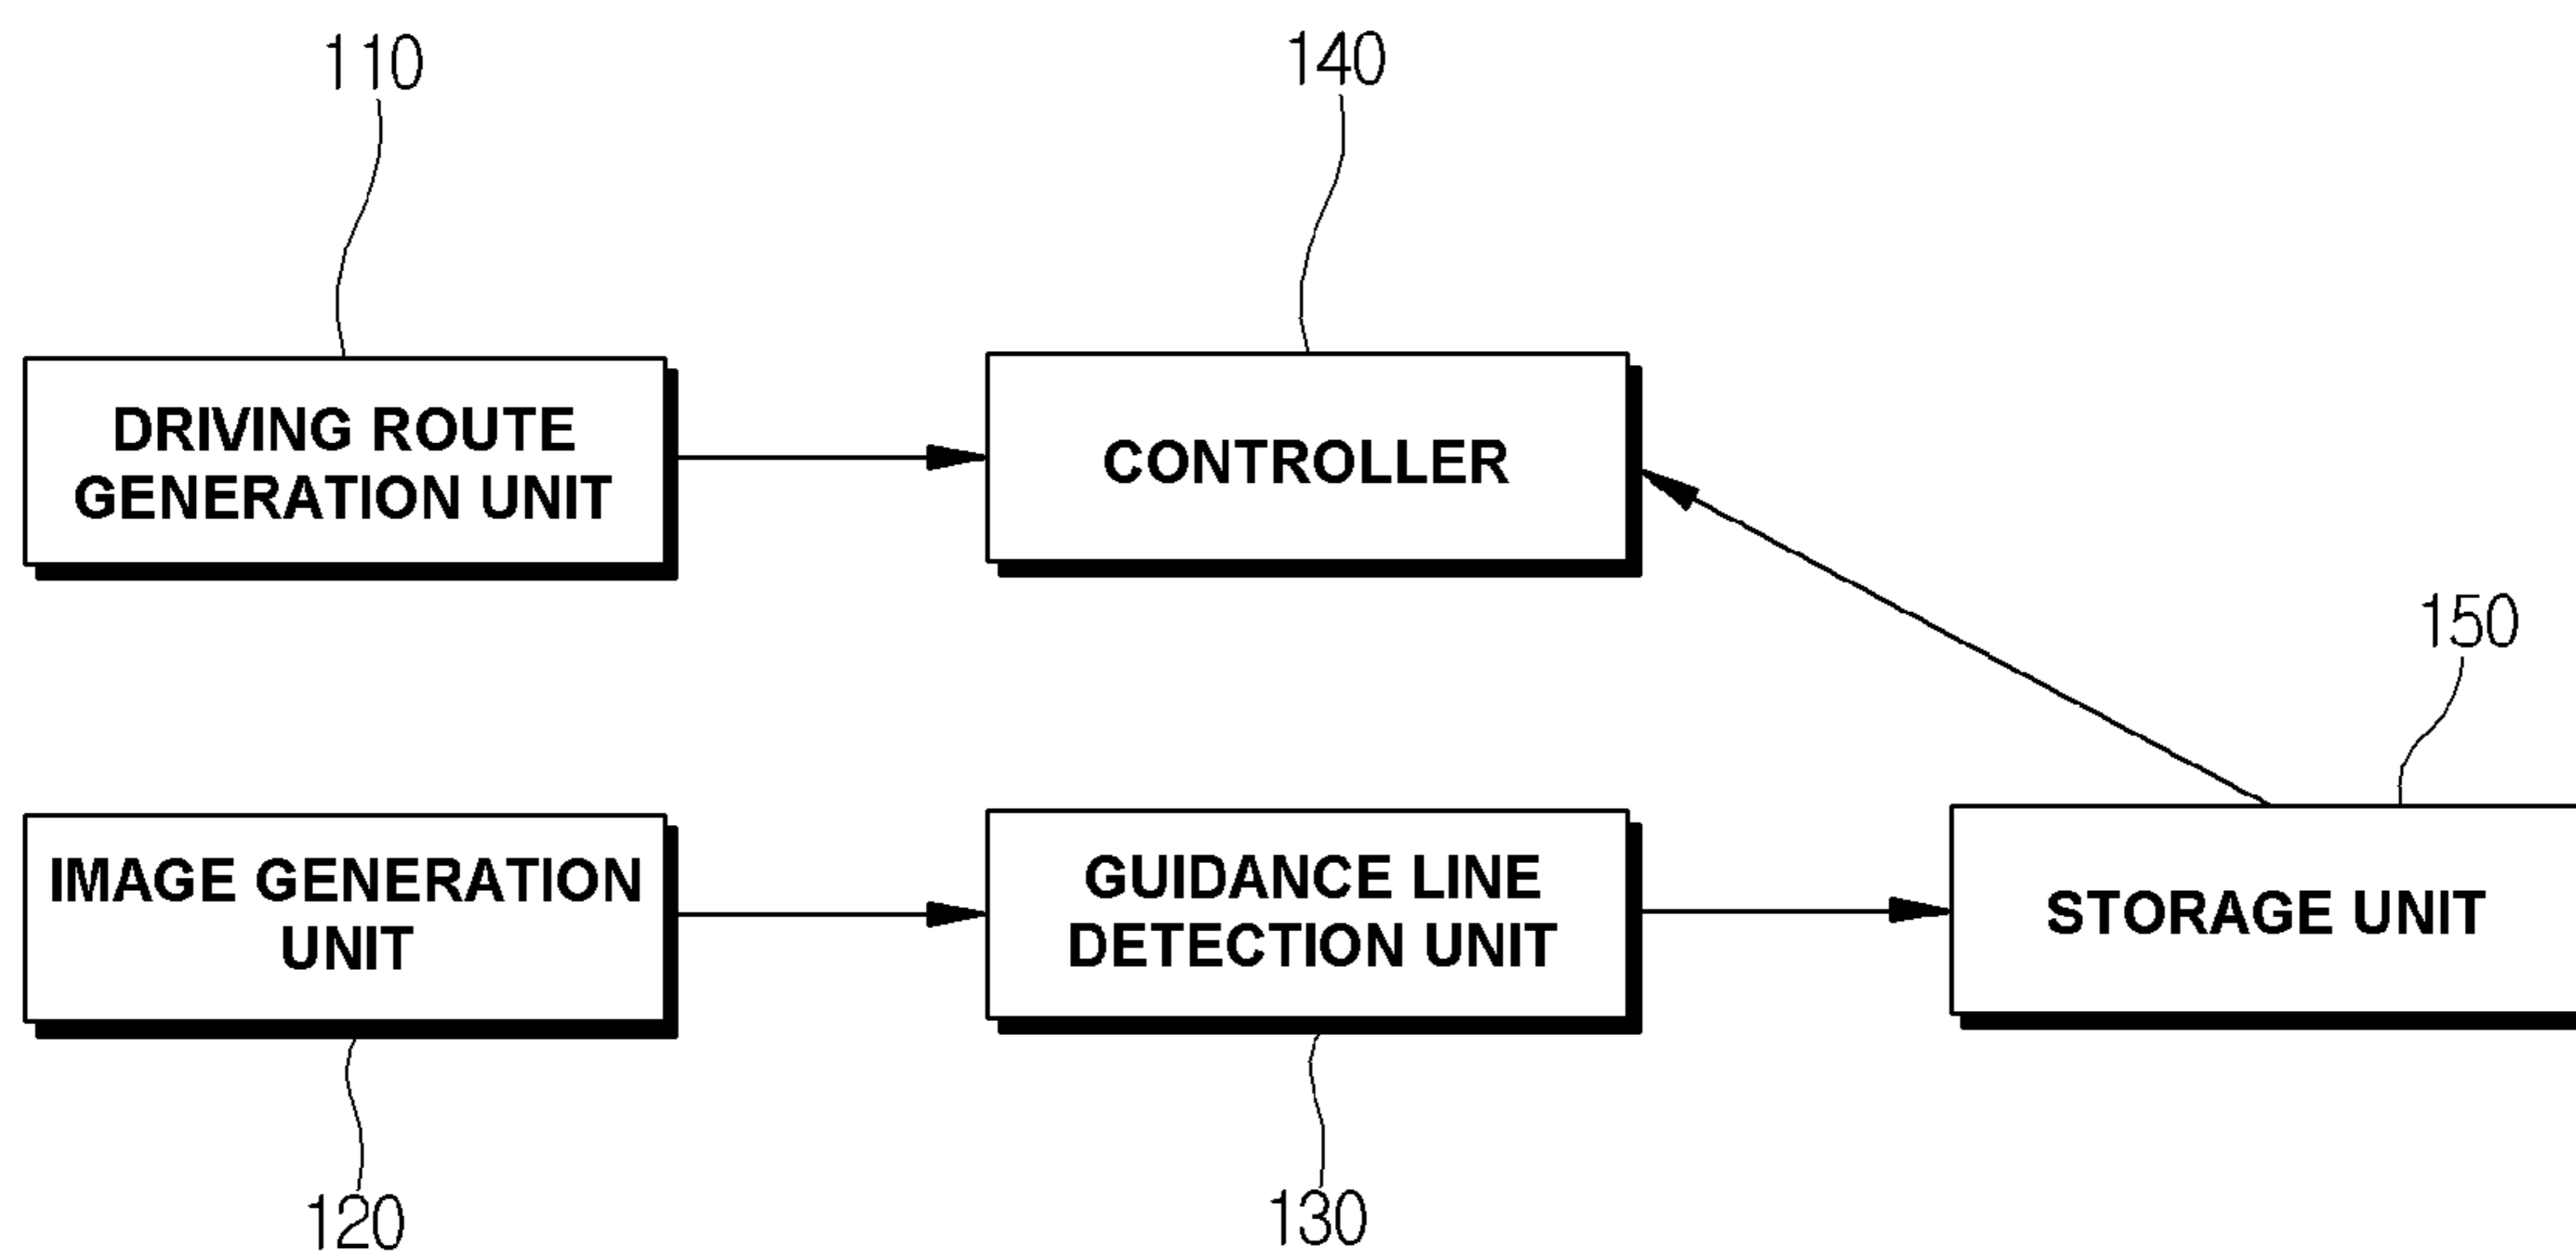 110
140
DRIVING ROUTE
GENERATION UNIT
CONTROLLER
150
IMAGE GENERATION
UNIT
GUIDANCE LINE
DETECTION UNIT
STORAGE UNIT
120
130